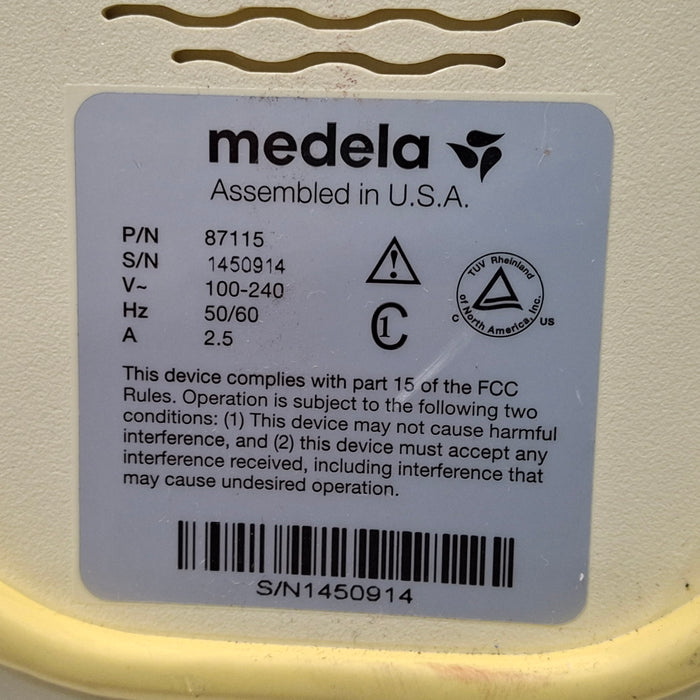 medela
Assembled in U.S.A.
P/N 87115
S/N 1450914
V~ 100-240
Hz 50/60
A 2.5
1
TUV Rheinland
of North America, Inc.
C US
This device complies with part 15 of the FCC
Rules. Operation is subject to the following two
conditions: (1) This device may not cause harmful
interference, and (2) this device must accept any
interference received, including interference that
may cause undesired operation.
S/N1450914